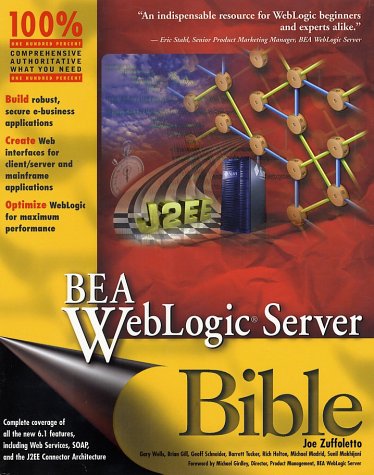 100%
ONE HUNDRED PERCENT
COMPREHENSIVE
AUTHORITATIVE
WHAT YOU NEED
ONE HUNDRED PERCENT
"An indispensable resource for WebLogic beginners
and experts alike."
— Eric Stahl, Senior Product Marketing Manager, BEA WebLogic Server
Build robust,
secure e-business
applications
Create Web
interfaces for
client/server and
mainframe
applications
Optimize WebLogic
for maximum
performance
J2EE
BEA
WebLogic® Server
Bible
Complete coverage of
all the new 6.1 features,
including Web Services, SOAP,
and the J2EE Connector Architecture
Joe Zuffoletto
Gary Wells, Brian Gill, Geoff Schneider, Barrett Tucker, Rich Helton, Michael Madrid, Sunil Makhijani
Foreword by Michael Girdley, Director, Product Management, BEA WebLogic Server